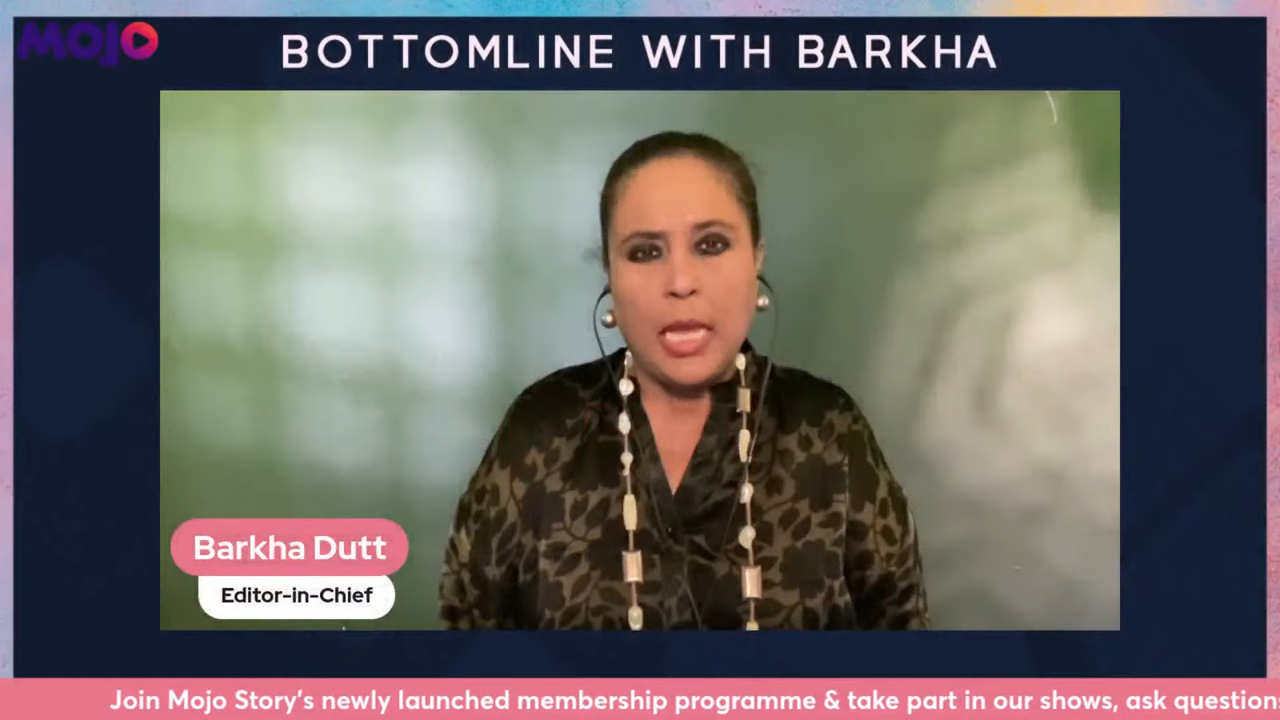 MOJO
BOTTOMLINE WITH BARKHA
Barkha Dutt
Editor-in-Chief
Join Mojo Story's newly launched membership programme & take part in our shows, ask question